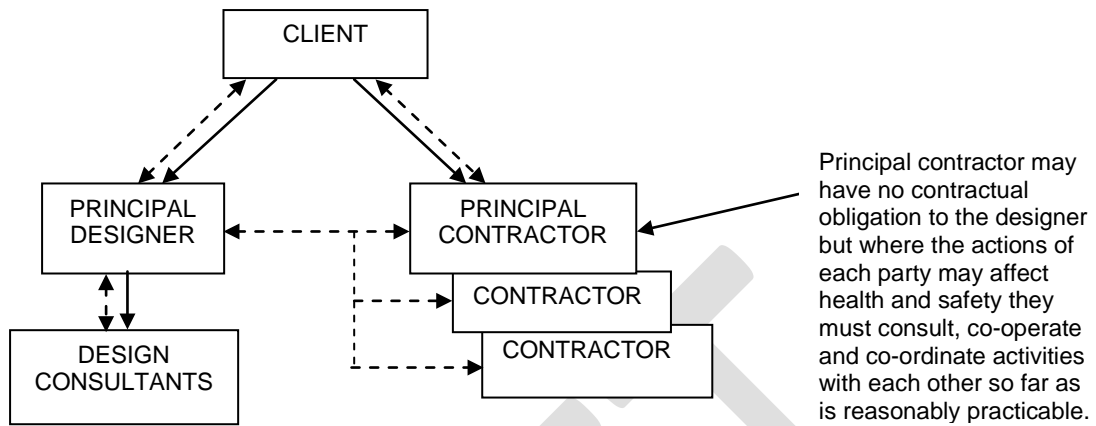 CLIENT
PRINCIPAL
DESIGNER
PRINCIPAL
CONTRACTOR
CONTRACTOR
CONTRACTOR
DESIGN
CONSULTANTS
Principal contractor may
have no contractual
obligation to the designer
but where the actions of
each party may affect
health and safety they
must consult, co-operate
and co-ordinate activities
with each other so far as
is reasonably practicable.